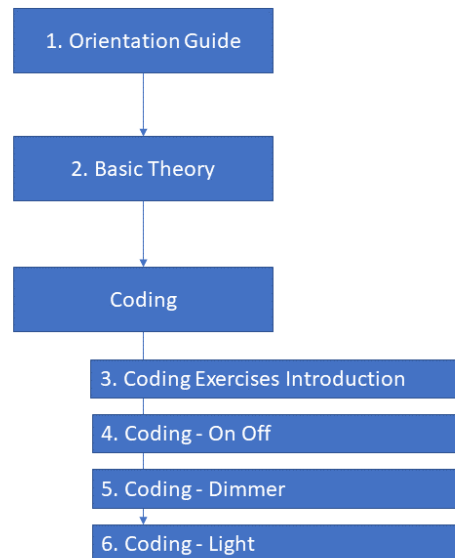 1. Orientation Guide
2. Basic Theory
Coding
3. Coding Exercises Introduction
4. Coding - On Off
5. Coding - Dimmer
6. Coding - Light